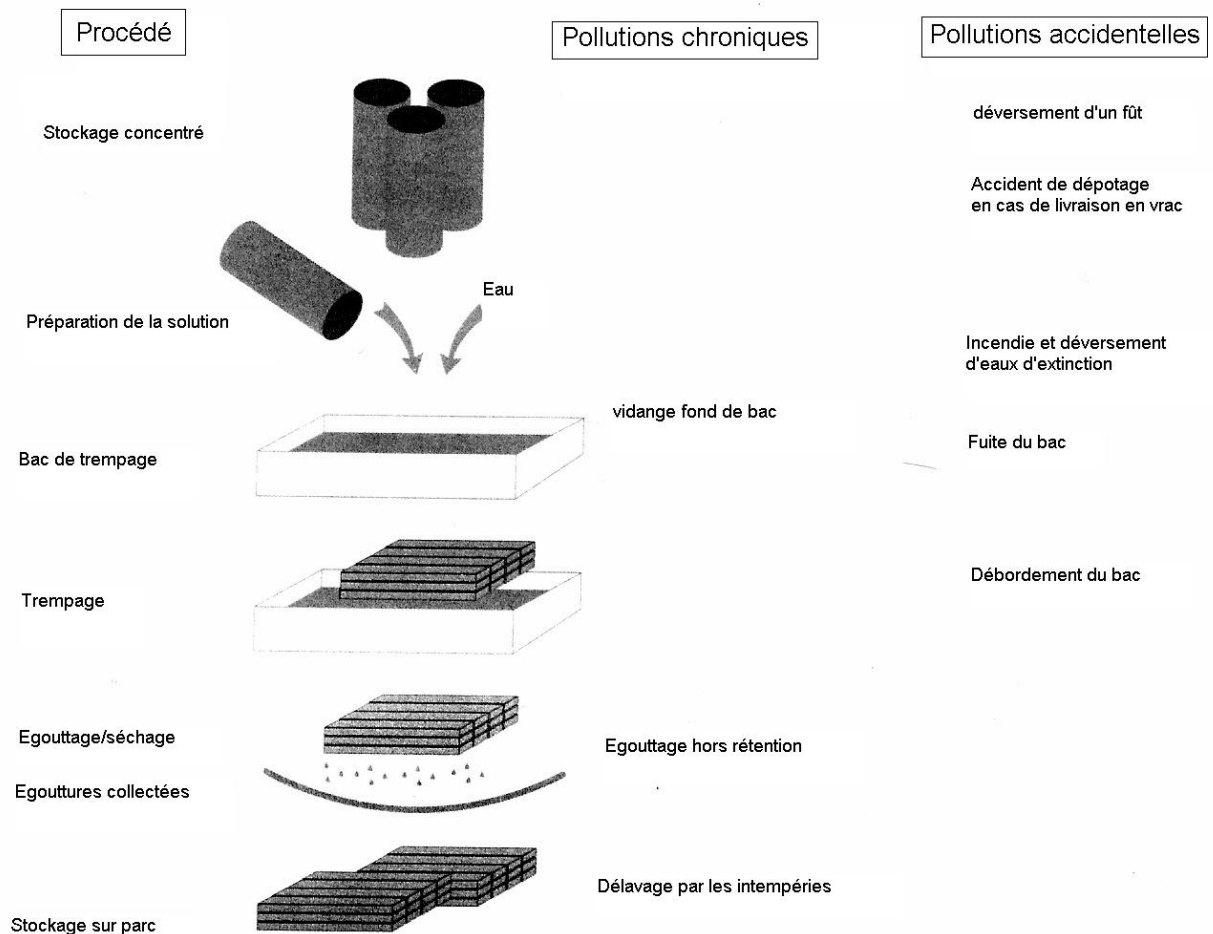 Procédé
Pollutions chroniques
Pollutions accidentelles
Stockage concentré
déversement d'un fût
Accident de dépotage
en cas de livraison en vrac
Eau
Préparation de la solution
Incendie et déversement
d'eaux d'extinction
vidange fond de bac
Bac de trempage
Fuite du bac
Trempage
Débordement du bac
Egouttage/séchage
Egouttage hors rétention
Egouttures collectées
Délavage par les intempéries
Stockage sur parc